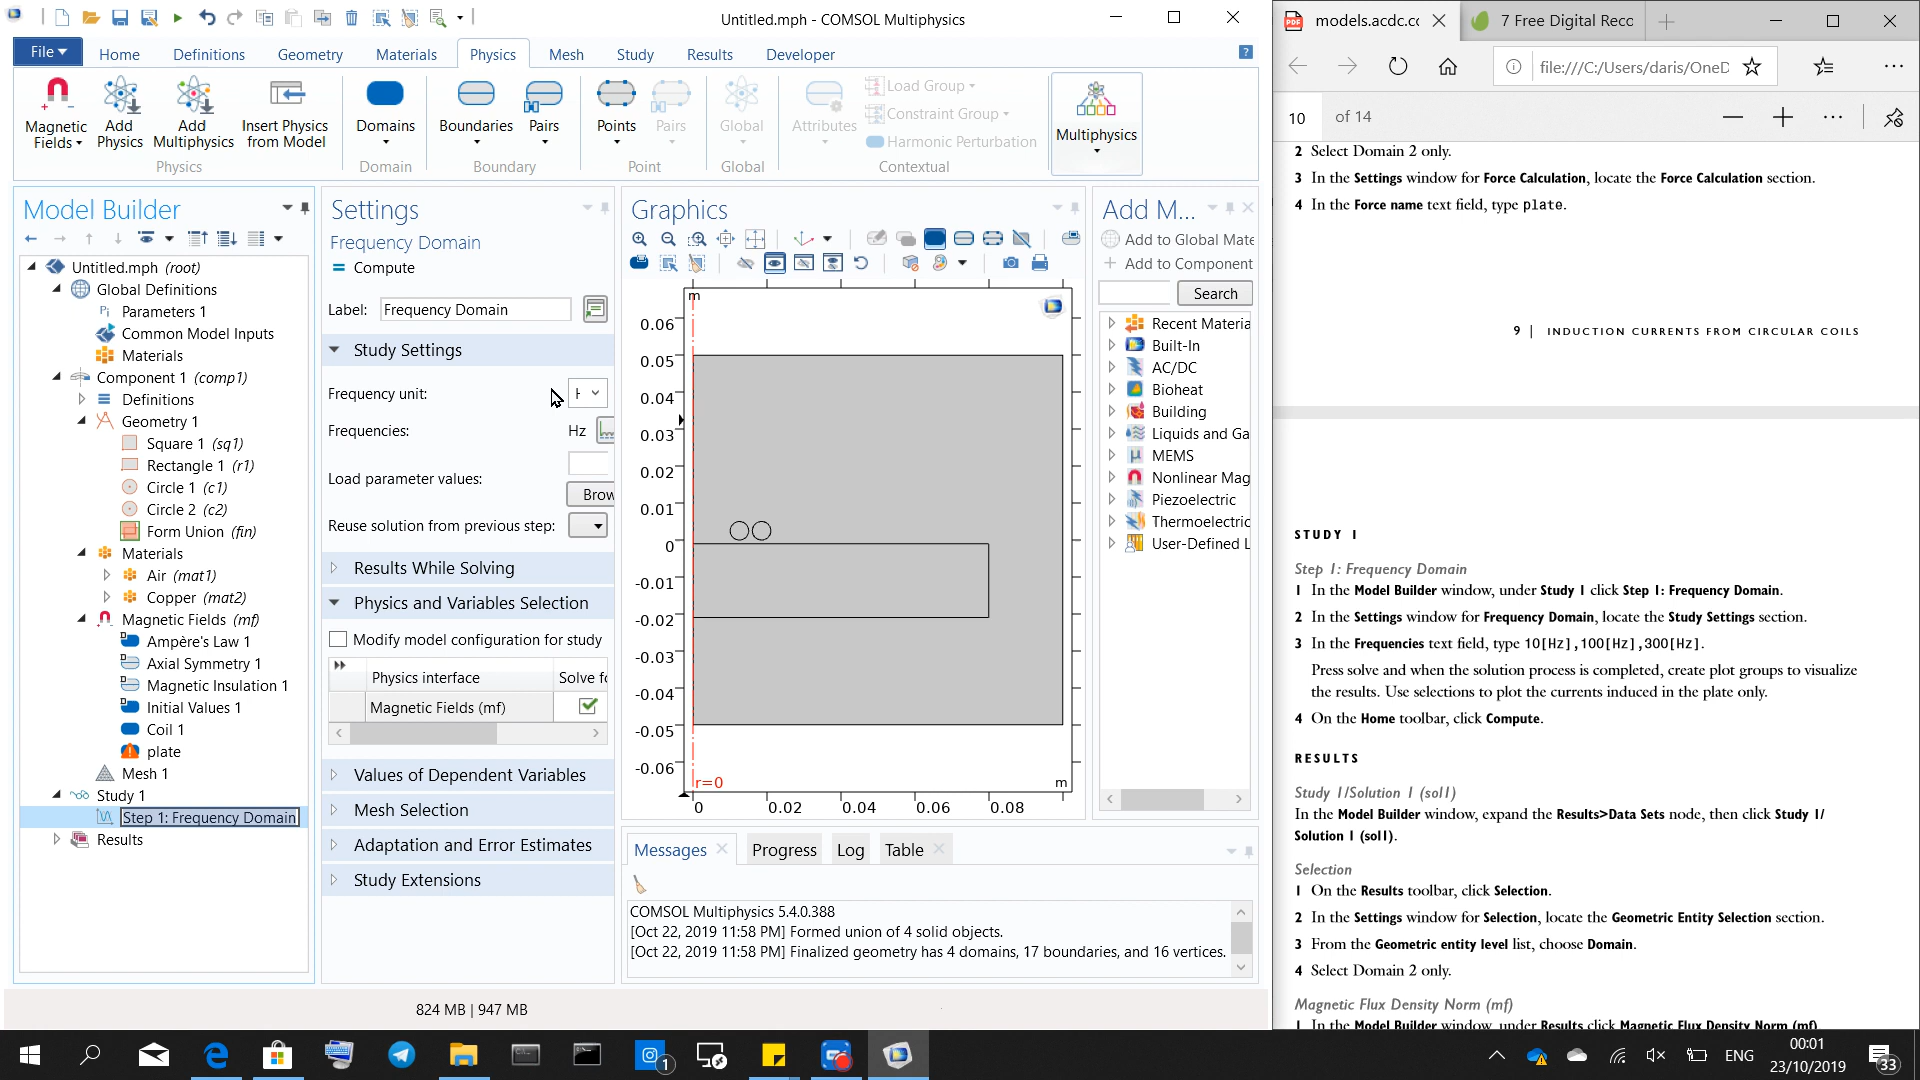 Untitled.mph - COMSOL Multiphysics
File
Home
Definitions
Geometry
Materials
Physics
Mesh
Study
Results
Developer
Magnetic Fields
Add Physics
Add Multiphysics
Insert Physics from Model
Domains
Boundaries
Pairs
Points
Pairs
Global
Attributes
Load Group
Constraint Group
Harmonic Perturbation
Multiphysics
Physics
Domain
Boundary
Point
Global
Contextual
Model Builder
Untitled.mph (root)
Global Definitions
Parameters 1
Common Model Inputs
Materials
Component 1 (comp1)
Definitions
Geometry 1
Square 1 (sq1)
Rectangle 1 (r1)
Circle 1 (c1)
Circle 2 (c2)
Form Union (fin)
Materials
Air (mat1)
Copper (mat2)
Magnetic Fields (mf)
Ampère's Law 1
Axial Symmetry 1
Magnetic Insulation 1
Initial Values 1
Coil 1
plate
Mesh 1
Study 1
Step 1: Frequency Domain
Results
Settings
Frequency Domain
= Compute
Label: Frequency Domain
Study Settings
Frequency unit:
Frequencies: Hz
Load parameter values:
Brow
Reuse solution from previous step:
Results While Solving
Physics and Variables Selection
Modify model configuration for study
Physics interface Solve fo
Magnetic Fields (mf)
Values of Dependent Variables
Mesh Selection
Adaptation and Error Estimates
Study Extensions
Graphics
m
0.06
0.05
0.04
0.03
0.02
0.01
0
-0.01
-0.02
-0.03
-0.04
-0.05
-0.06
r=0
m
0 0.02 0.04 0.06 0.08
Messages
Progress
Log
Table
COMSOL Multiphysics 5.4.0.388
[Oct 22, 2019 11:58 PM] Formed union of 4 solid objects.
[Oct 22, 2019 11:58 PM] Finalized geometry has 4 domains, 17 boundaries, and 16 vertices.
Add M...
Add to Global Mate
+ Add to Component
Search
Recent Materia
Built-In
AC/DC
Bioheat
Building
Liquids and Ga
MEMS
Nonlinear Mag
Piezoelectric
Thermoelectric
User-Defined L
824 MB | 947 MB
models.acdc.cc
7 Free Digital Recc
file:///C:/Users/daris/OneD
10 of 14
2 Select Domain 2 only.
3 In the Settings window for Force Calculation, locate the Force Calculation section.
4 In the Force name text field, type plate.
9 | INDUCTION CURRENTS FROM CIRCULAR COILS
STUDY 1
Step 1: Frequency Domain
1 In the Model Builder window, under Study 1 click Step 1: Frequency Domain.
2 In the Settings window for Frequency Domain, locate the Study Settings section.
3 In the Frequencies text field, type 10[Hz],100[Hz],300[Hz].
Press solve and when the solution process is completed, create plot groups to visualize
the results. Use selections to plot the currents induced in the plate only.
4 On the Home toolbar, click Compute.
RESULTS
Study 1/Solution 1 (sol1)
In the Model Builder window, expand the Results>Data Sets node, then click Study 1/
Solution 1 (sol1).
Selection
1 On the Results toolbar, click Selection.
2 In the Settings window for Selection, locate the Geometric Entity Selection section.
3 From the Geometric entity level list, choose Domain.
4 Select Domain 2 only.
Magnetic Flux Density Norm (mf)
1 In the Model Builder window, under Results click Magnetic Flux Density Norm (mf)
1
ENG
00:01
23/10/2019
33